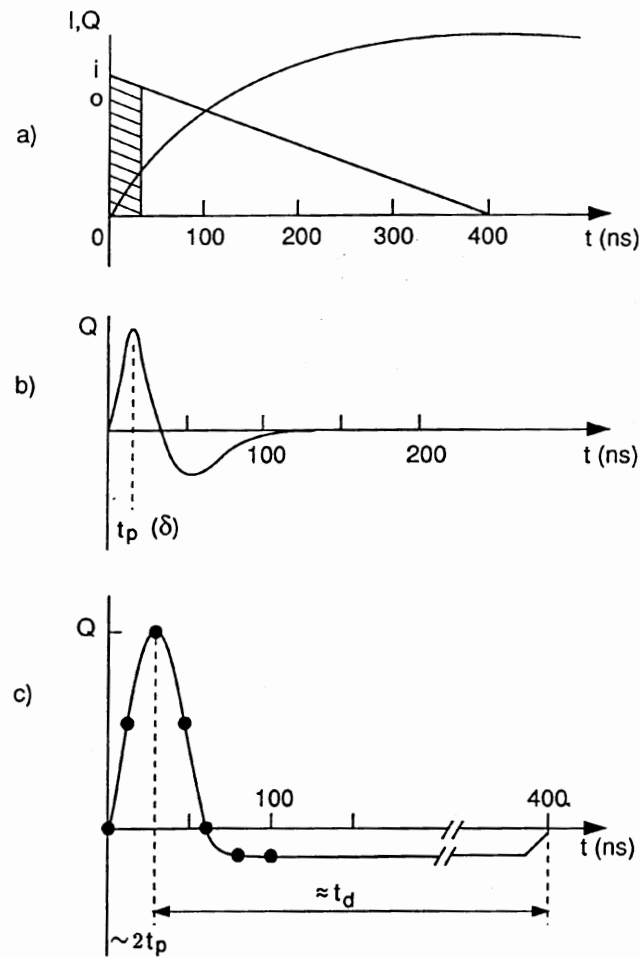 I,Q
i
o
a)
0 100 200 300 400 t (ns)
Q
b)
100 200 t (ns)
tp (δ)
Q
c)
100 400
t (ns)
≈ td
~2tp